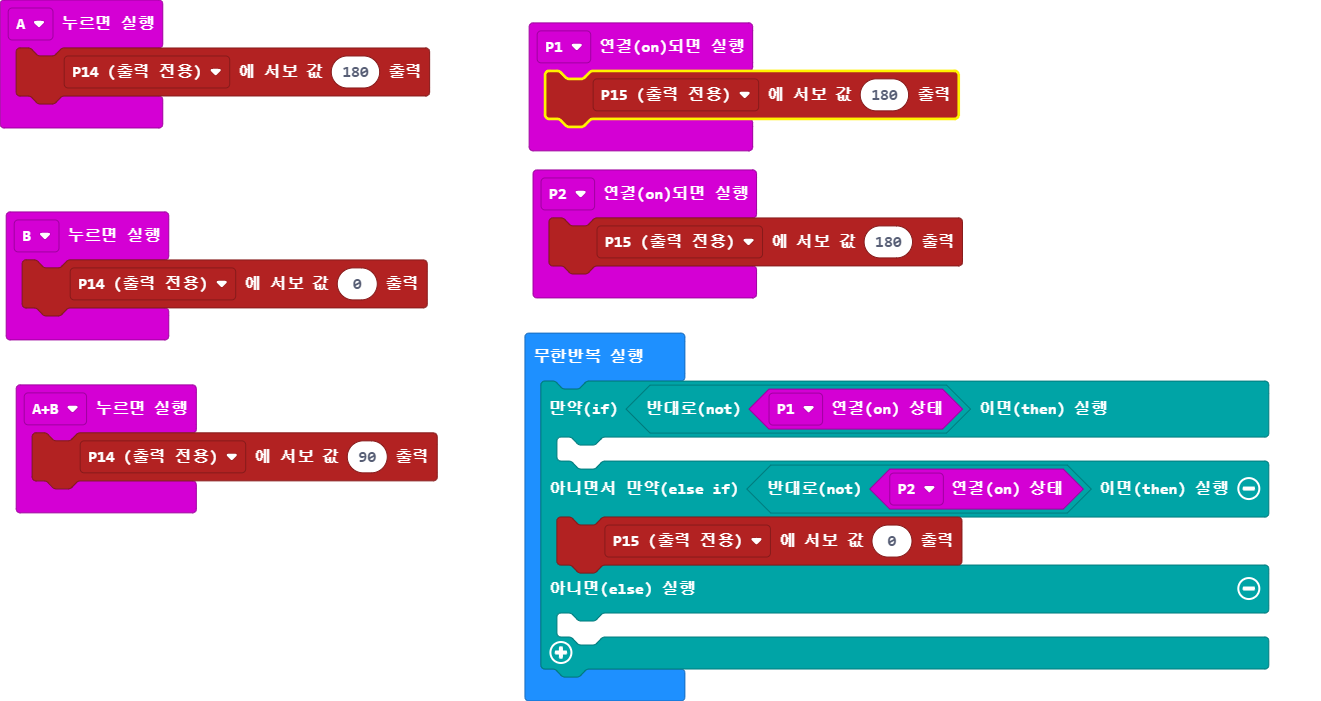 A 누르면 실행
P14 (출력 전용) 에 서보 값 180 출력
B 누르면 실행
P14 (출력 전용) 에 서보 값 0 출력
A+B 누르면 실행
P14 (출력 전용) 에 서보 값 90 출력
P1 연결(on)되면 실행
P15 (출력 전용) 에 서보 값 180 출력
P2 연결(on)되면 실행
P15 (출력 전용) 에 서보 값 180 출력
무한반복 실행
만약(if) 반대로(not) P1 연결(on) 상태 이면(then) 실행
아니면서 만약(else if) 반대로(not) P2 연결(on) 상태 이면(then) 실행
P15 (출력 전용) 에 서보 값 0 출력
아니면(else) 실행